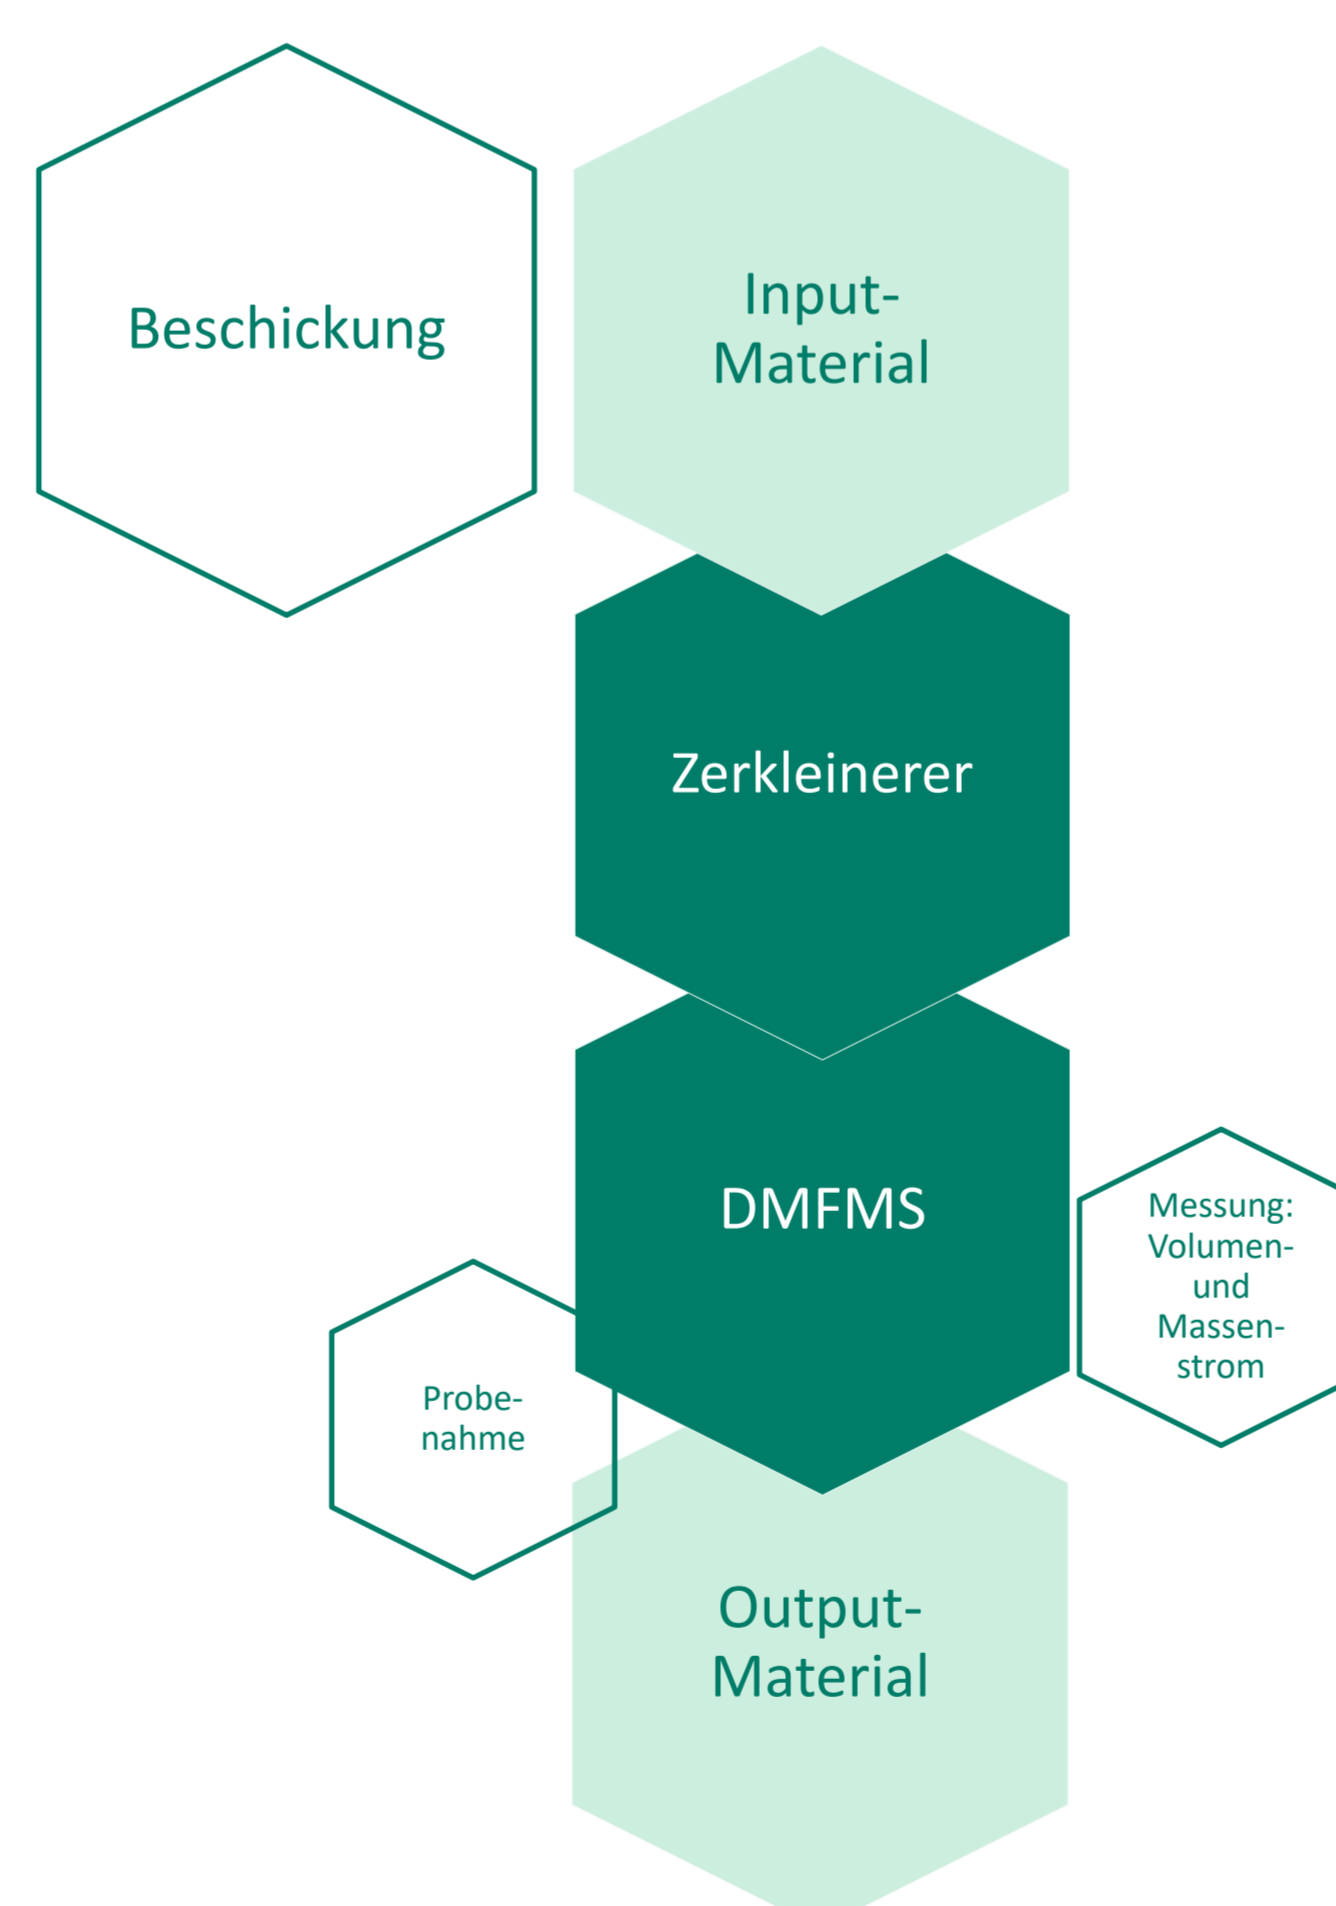 Beschickung
Input-
Material
Zerkleinerer
DMFMS
Messung:
Volumen-
und
Massen-
strom
Probe-
nahme
Output-
Material